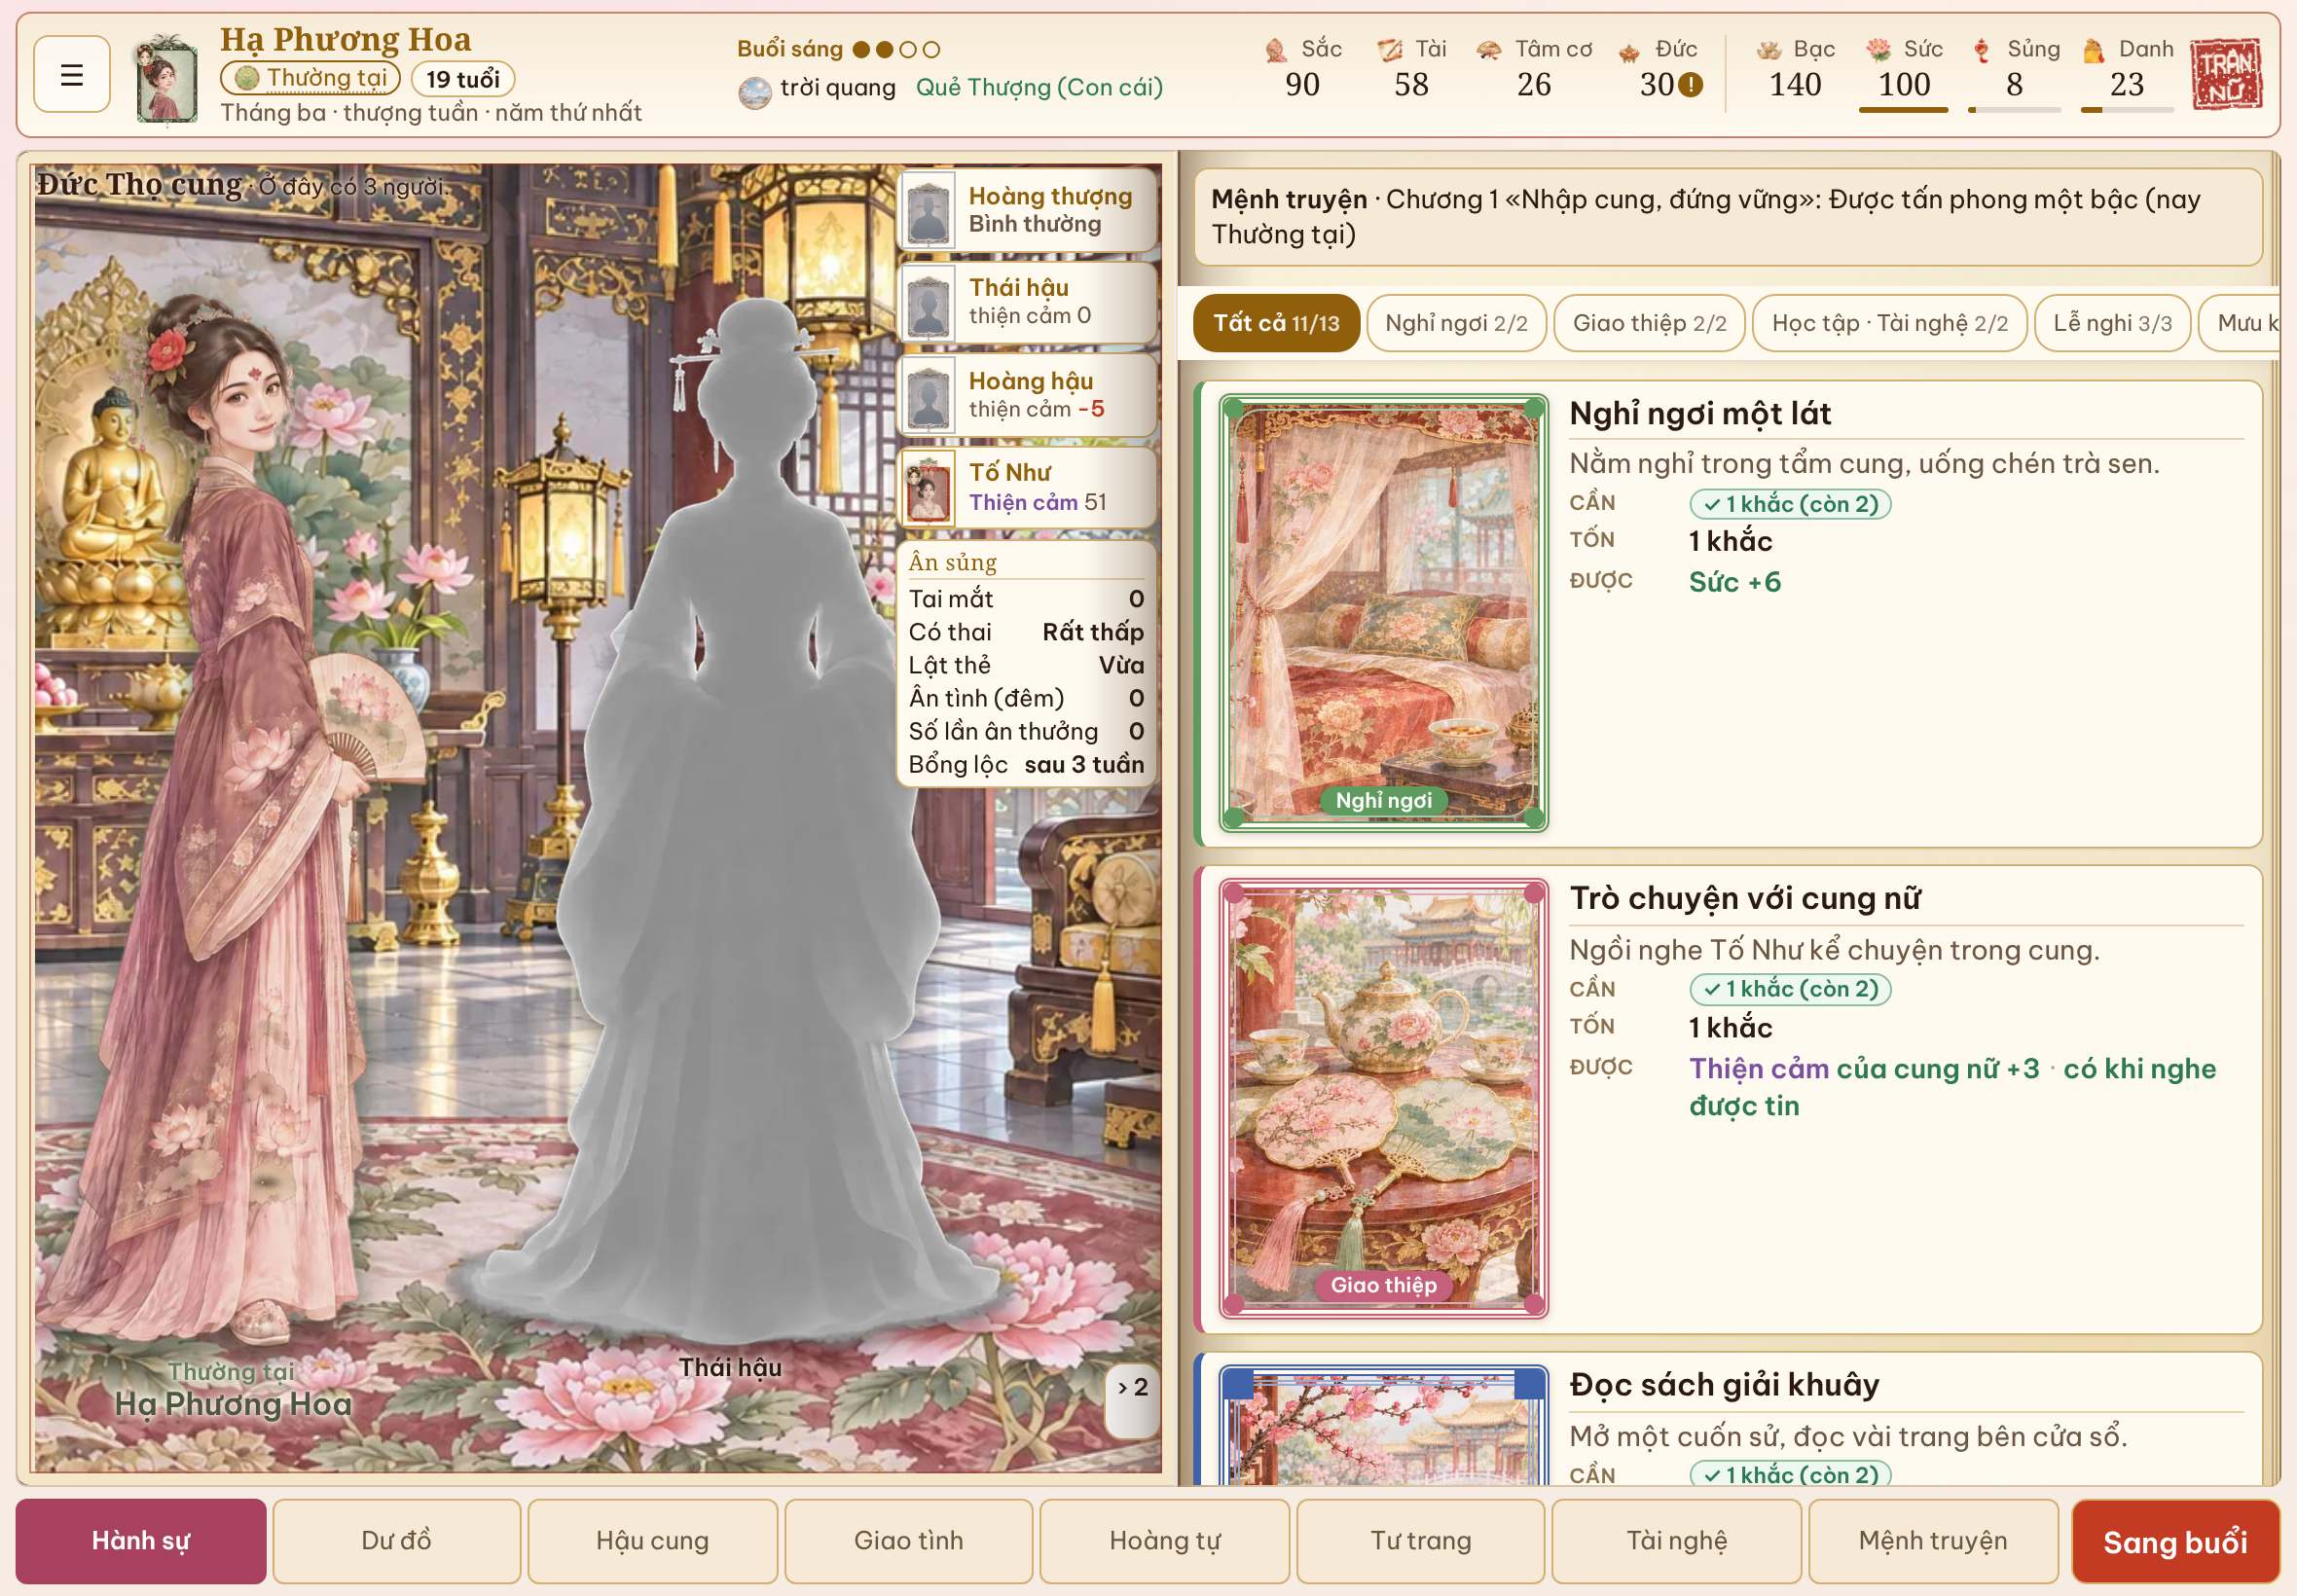 ☰
Hạ Phương Hoa
Thường tại
19 tuổi
Tháng ba · thượng tuần · năm thứ nhất
Buổi sáng
trời quang
Quẻ Thượng (Con cái)
Sắc
90
Tài
58
Tâm cơ
26
Đức
30!
Bạc
140
Sức
100
Sủng
8
Danh
23
TRẦN NỮ
Đức Thọ cung · Ở đây có 3 người.
Hoàng thượng
Bình thường
Thái hậu
thiện cảm 0
Hoàng hậu
thiện cảm -5
Tố Như
Thiện cảm 51
Ân sủng
Tai mắt 0
Có thai Rất thấp
Lật thẻ Vừa
Ân tình (đêm) 0
Số lần ân thưởng 0
Bổng lộc sau 3 tuần
Thường tại
Hạ Phương Hoa
Thái hậu
› 2
Mệnh truyện · Chương 1 «Nhập cung, đứng vững»: Được tấn phong một bậc (nay
Thường tại)
Tất cả 11/13
Nghỉ ngơi 2/2
Giao thiệp 2/2
Học tập · Tài nghệ 2/2
Lễ nghi 3/3
Mưu k
Nghỉ ngơi
Nghỉ ngơi một lát
Nằm nghỉ trong tẩm cung, uống chén trà sen.
CẦN ✓ 1 khắc (còn 2)
TỐN 1 khắc
ĐƯỢC Sức +6
Giao thiệp
Trò chuyện với cung nữ
Ngồi nghe Tố Như kể chuyện trong cung.
CẦN ✓ 1 khắc (còn 2)
TỐN 1 khắc
ĐƯỢC Thiện cảm của cung nữ +3 · có khi nghe
được tin
Đọc sách giải khuây
Mở một cuốn sử, đọc vài trang bên cửa sổ.
CẦN ✓ 1 khắc (còn 2)
Hành sự
Dư đồ
Hậu cung
Giao tình
Hoàng tự
Tư trang
Tài nghệ
Mệnh truyện
Sang buổi